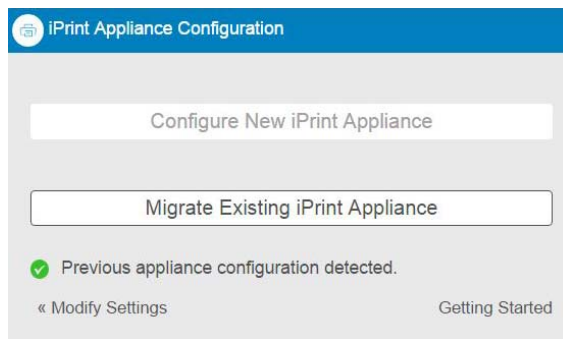 iPrint Appliance Configuration
Configure New iPrint Appliance
Migrate Existing iPrint Appliance
Previous appliance configuration detected.
« Modify Settings
Getting Started